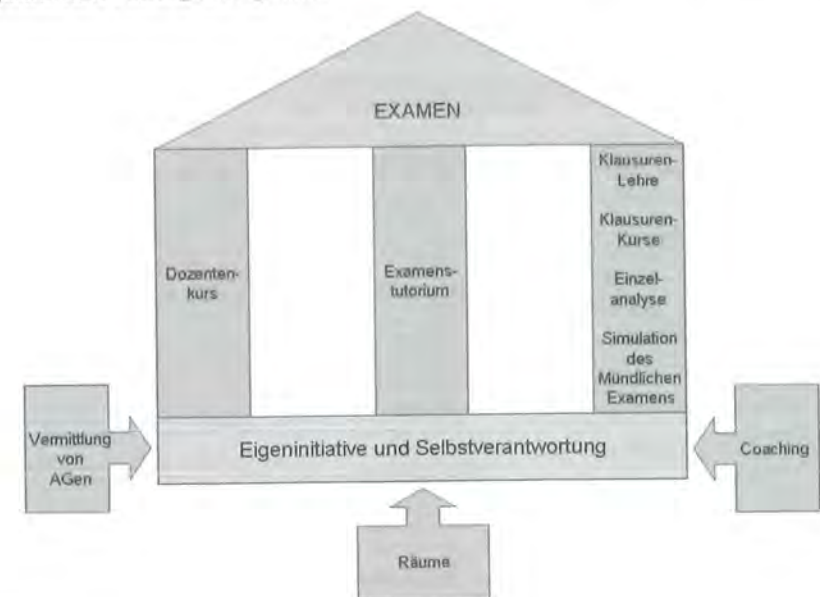 EXAMEN
Dozenten-
kurs
Examens-
tutorium
Klausuren-
Lehre
Klausuren-
Kurse
Einzel-
analyse
Simulation
des
Mündlichen
Examens
Vermittlung
von
AGen
Eigeninitiative und Selbstverantwortung
Coaching
Räume